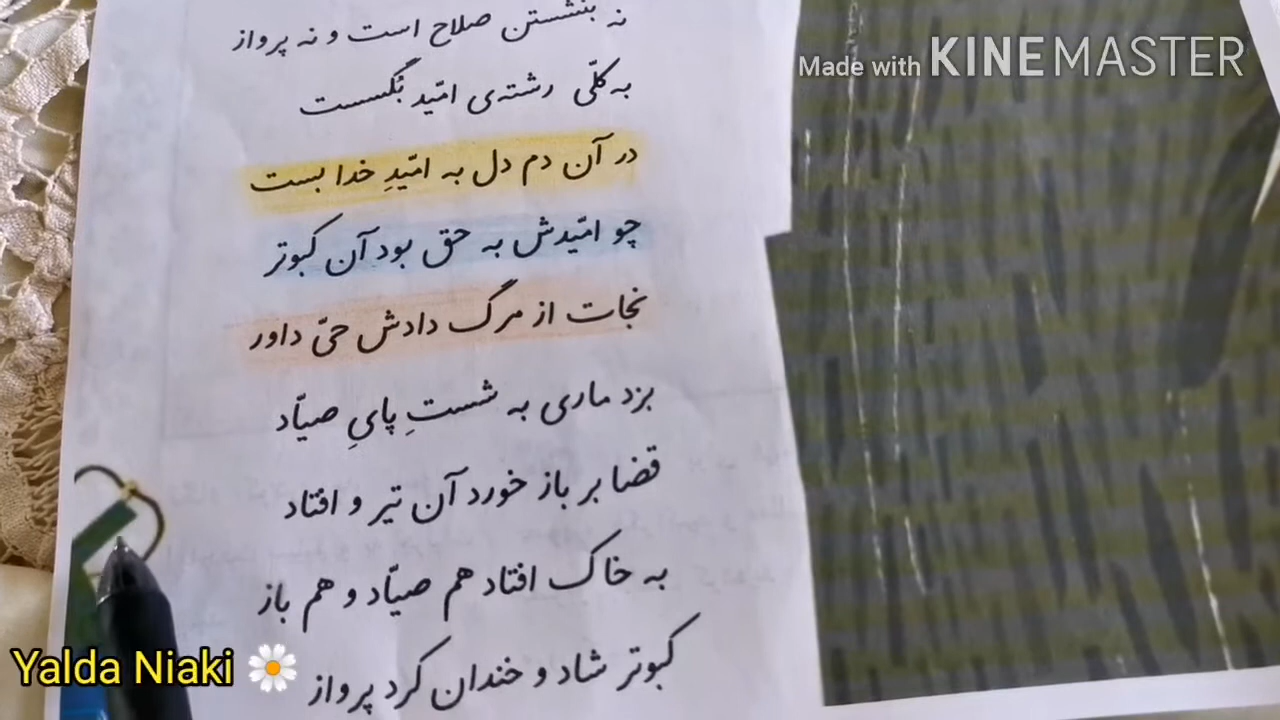 نه بنشستن صلاح است و نه پرواز
به کلّی رشته‌ی امّید بُگسست
در آن دم دل به امّیدِ خدا بست
چو امّیدش به حق بود آن کبوتر
نجات از مرگ دادش حیّ داور
بزد ماری به شستِ پایِ صیّاد
قضا بر باز خورد آن تیر و افتاد
به خاک افتاد هم صیّاد و هم باز
کبوتر شاد و خندان کرد پرواز
Made with KINEMASTER
Yalda Niaki 🌼